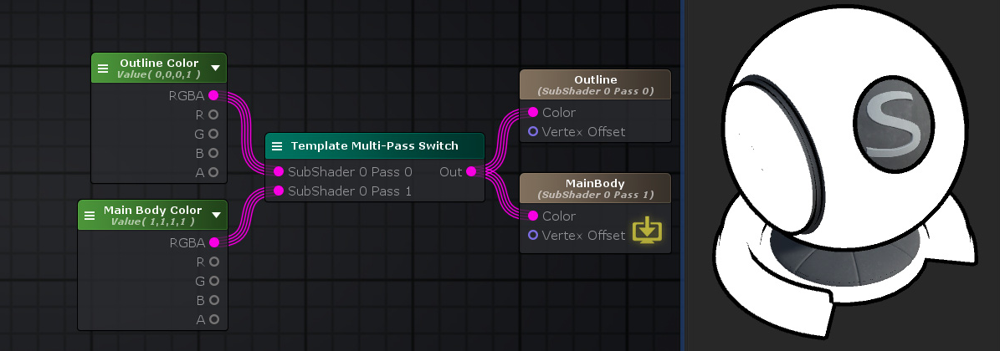 Outline Color
Value( 0,0,0,1 )
RGBA
R
G
B
A
Main Body Color
Value( 1,1,1,1 )
RGBA
R
G
B
A
Template Multi-Pass Switch
SubShader 0 Pass 0 Out
SubShader 0 Pass 1
Outline
(SubShader 0 Pass 0)
Color
Vertex Offset
MainBody
(SubShader 0 Pass 1)
Color
Vertex Offset
S